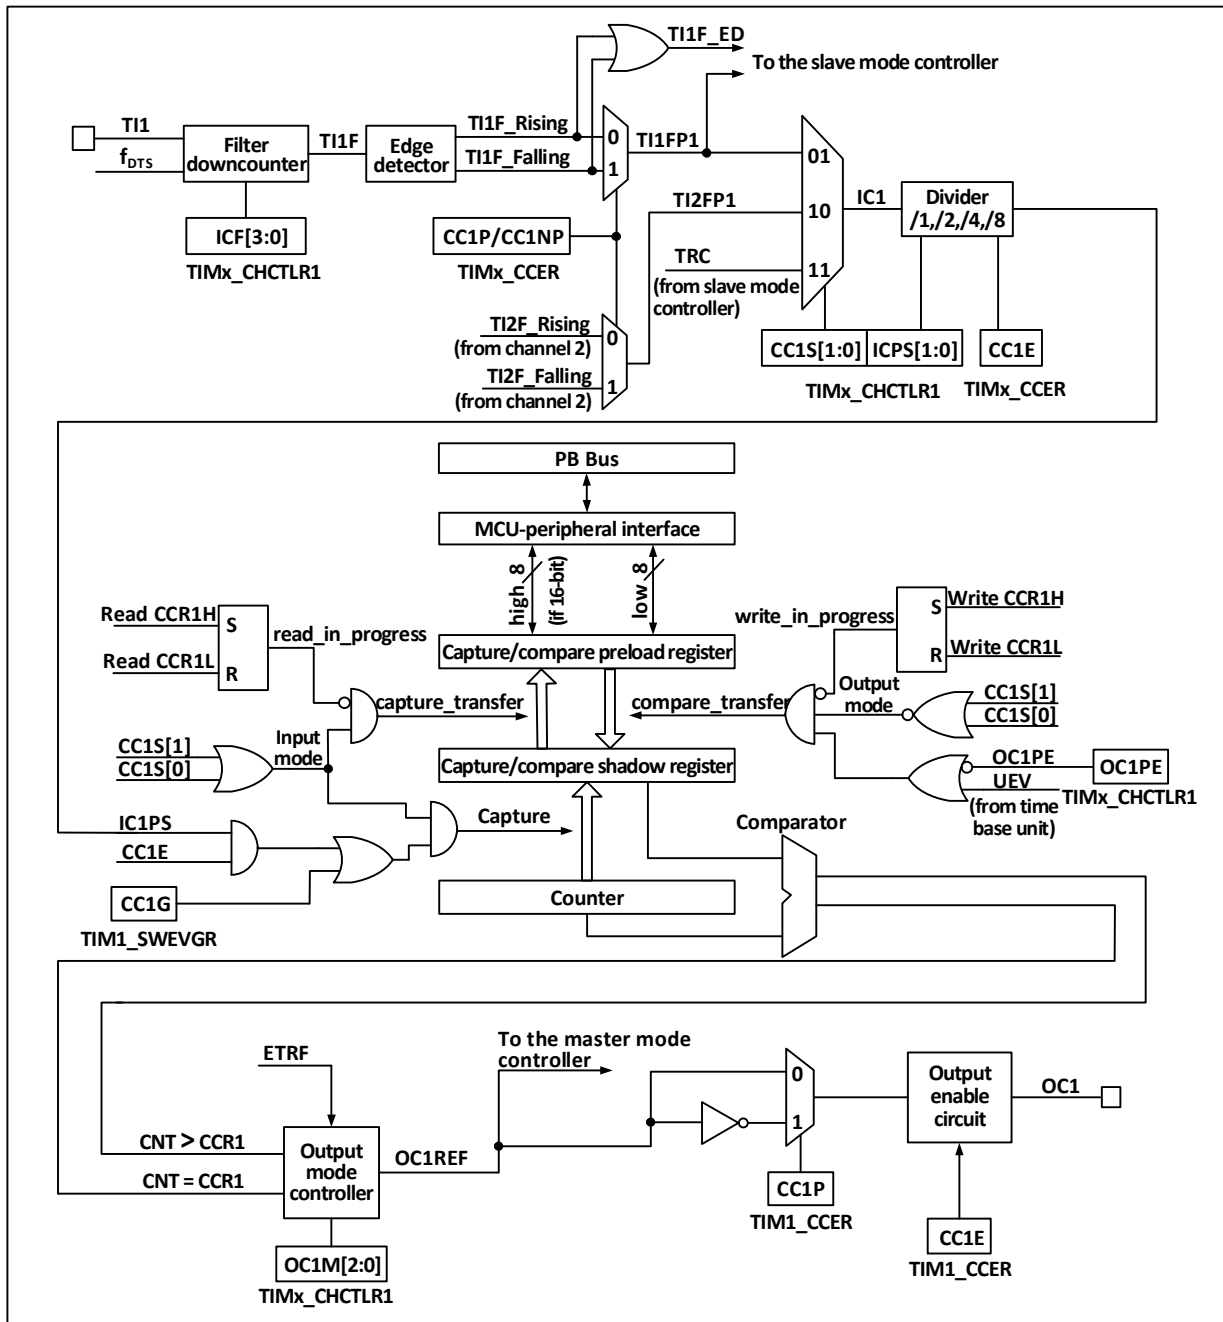 TI1F_ED
To the slave mode controller
TI1
fDTS
Filter
downcounter
TI1F
Edge
detector
TI1F_Rising
TI1F_Falling
0
1
TI1FP1
TI2FP1
TRC
(from slave mode
controller)
01
10
11
IC1
Divider
/1,/2,/4,/8
ICF[3:0]
TIMx_CHCTLR1
CC1P/CC1NP
TIMx_CCER
TI2F_Rising
(from channel 2)
TI2F_Falling
(from channel 2)
0
1
CC1S[1:0]
ICPS[1:0]
CC1E
TIMx_CHCTLR1
TIMx_CCER
PB Bus
MCU-peripheral interface
high
8
(if 16-bit)
low
8
Read CCR1H
Read CCR1L
S
R
read_in_progress
Capture/compare preload register
write_in_progress
S
R
Write CCR1H
Write CCR1L
capture_transfer
compare_transfer
Output
mode
CC1S[1]
CC1S[0]
CC1S[1]
CC1S[0]
Input
mode
Capture/compare shadow register
OC1PE
UEV
(from time
base unit)
OC1PE
TIMx_CHCTLR1
IC1PS
CC1E
CC1G
TIM1_SWEVGR
Capture
Comparator
Counter
ETRF
To the master mode
controller
CNT > CCR1
CNT = CCR1
Output
mode
controller
OC1REF
0
1
Output
enable
circuit
OC1
OC1M[2:0]
TIMx_CHCTLR1
CC1P
TIM1_CCER
CC1E
TIM1_CCER